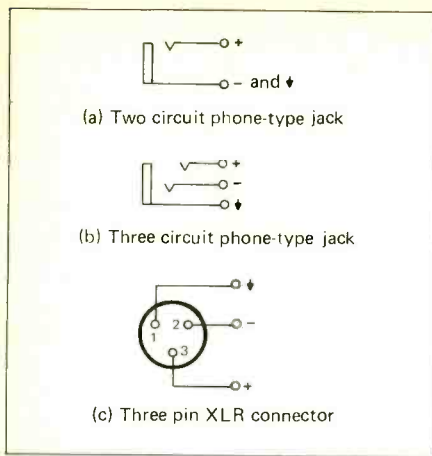 +
- and ⏚
(a) Two circuit phone-type jack
+
-
⏚
(b) Three circuit phone-type jack
⏚
1 2 -
3
+
(c) Three pin XLR connector